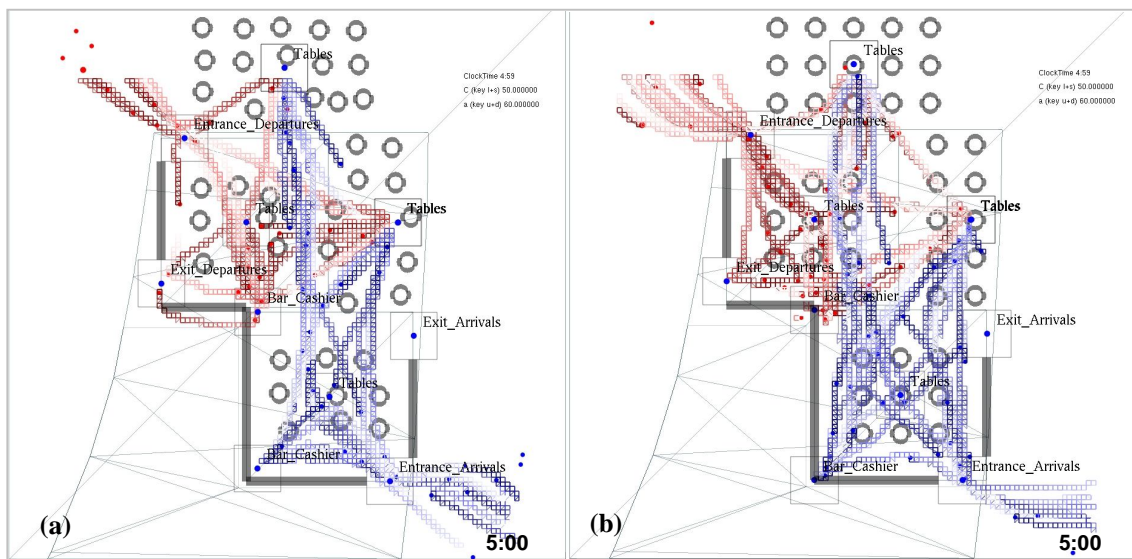 Tables
ClockTime 4:59
C (key l+s) 50.000000
a (key u+d) 60.000000
Entrance_Departures
Tables
Tables
Exit_Departures
Bar_Cashier
Exit_Arrivals
Tables
Bar_Cashier
Entrance_Arrivals
(a)
5:00
Tables
ClockTime 4:59
C (key l+s) 50.000000
a (key u+d) 60.000000
Entrance_Departures
Tables
Tables
Exit_Departures
Bar_Cashier
Exit_Arrivals
Tables
Bar_Cashier
Entrance_Arrivals
(b)
5:00